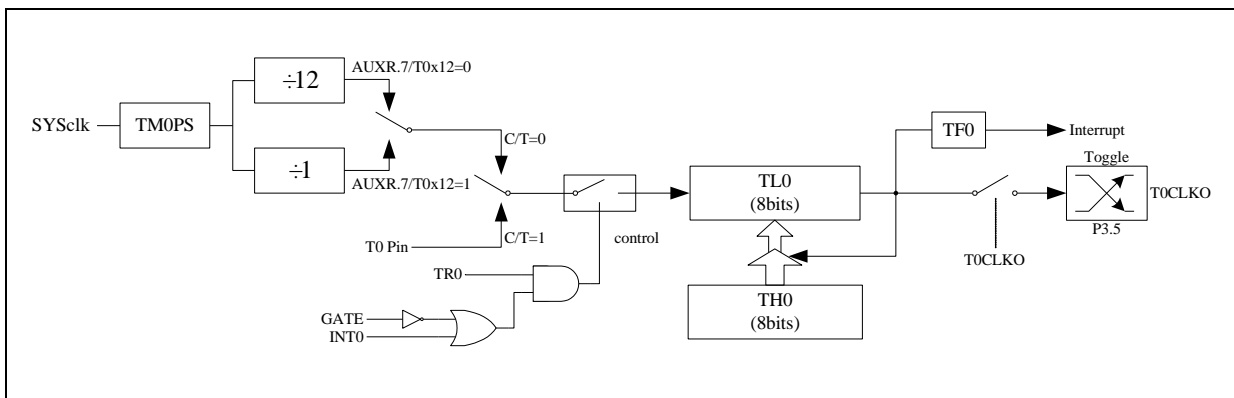 ÷12
AUXR.7/T0x12=0
SYSclk
TM0PS
÷1
AUXR.7/T0x12=1
C/T=0
T0 Pin
C/T=1
control
TR0
GATE
INT0
TL0
(8bits)
TH0
(8bits)
TF0
Interrupt
Toggle
T0CLKO
P3.5
T0CLKO